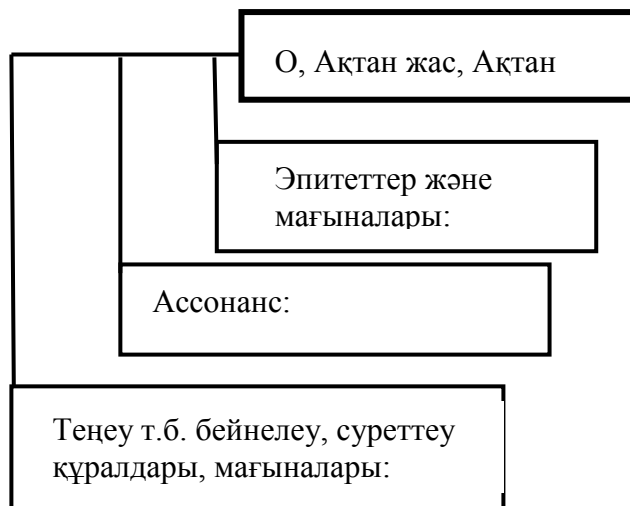 О, Ақтан жас, Ақтан
Эпитеттер және
мағыналары:
Ассонанс:
Теңеу т.б. бейнелеу, суреттеу
құралдары, мағыналары: